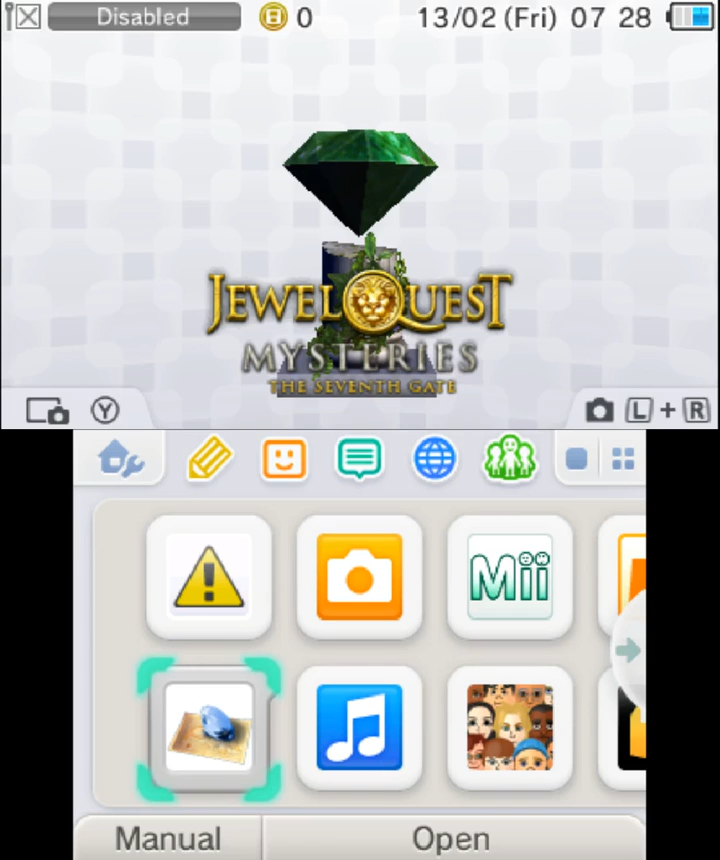 Disabled 0 13/02 (Fri) 07 28
JEWEL QUEST
MYSTERIES
THE SEVENTH GATE
Y L + R
Mii
Manual Open